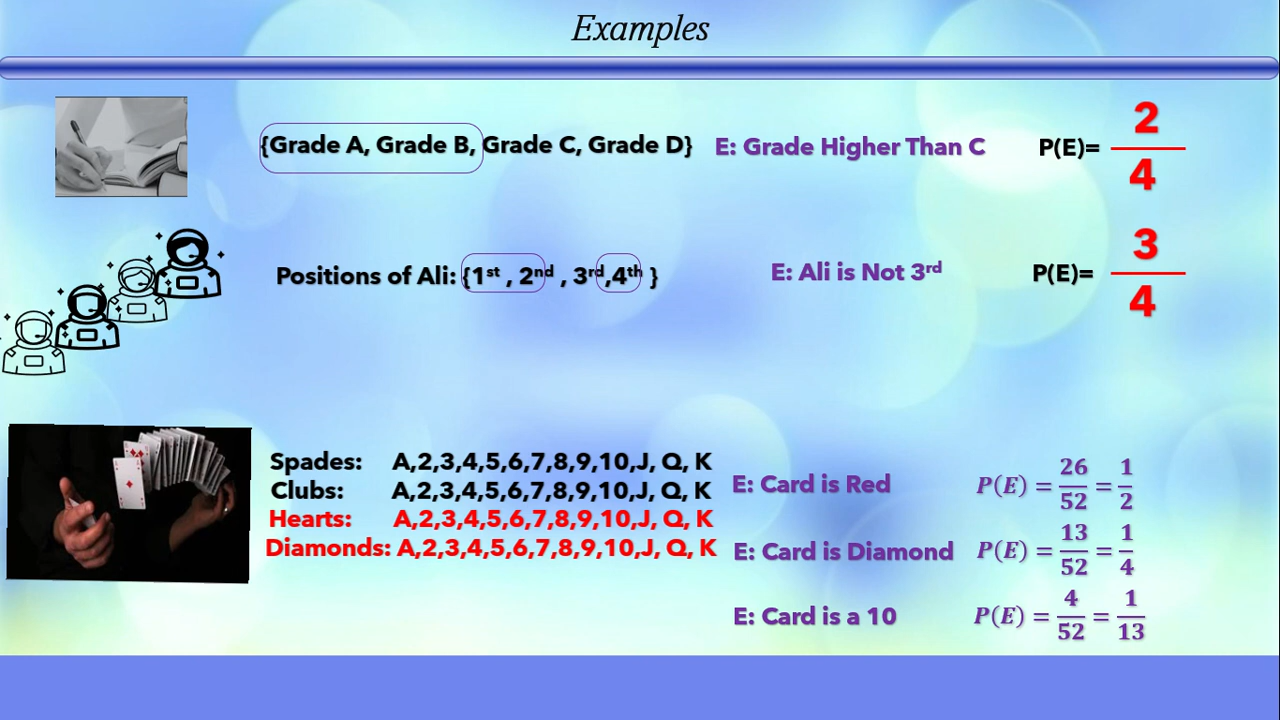 Examples
{Grade A, Grade B, Grade C, Grade D} E: Grade Higher Than C P(E)= 2/4
Positions of Ali: {1st , 2nd , 3rd,4th } E: Ali is Not 3rd P(E)= 3/4
Spades: A,2,3,4,5,6,7,8,9,10,J, Q, K
Clubs: A,2,3,4,5,6,7,8,9,10,J, Q, K
Hearts: A,2,3,4,5,6,7,8,9,10,J, Q, K
Diamonds: A,2,3,4,5,6,7,8,9,10,J, Q, K
E: Card is Red P(E) = 26/52 = 1/2
E: Card is Diamond P(E) = 13/52 = 1/4
E: Card is a 10 P(E) = 4/52 = 1/13